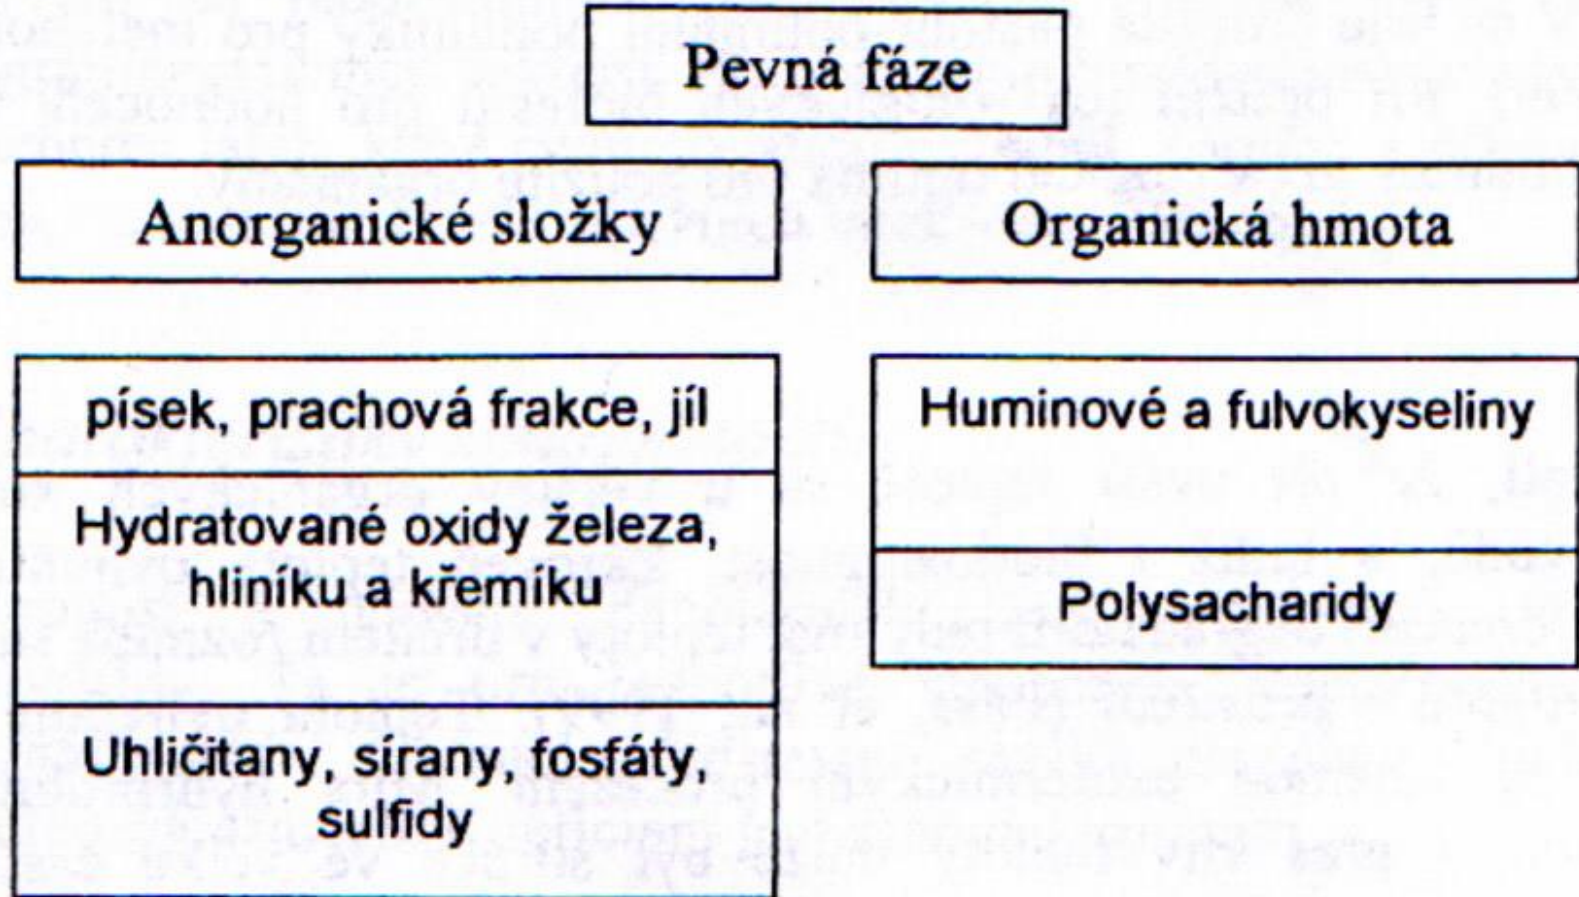 Pevná fáze
Anorganické složky
Organická hmota
písek, prachová frakce, jíl
Hydratované oxidy železa,
hliníku a křemíku
Uhličitany, sírany, fosfáty,
sulfidy
Huminové a fulvokyseliny
Polysacharidy